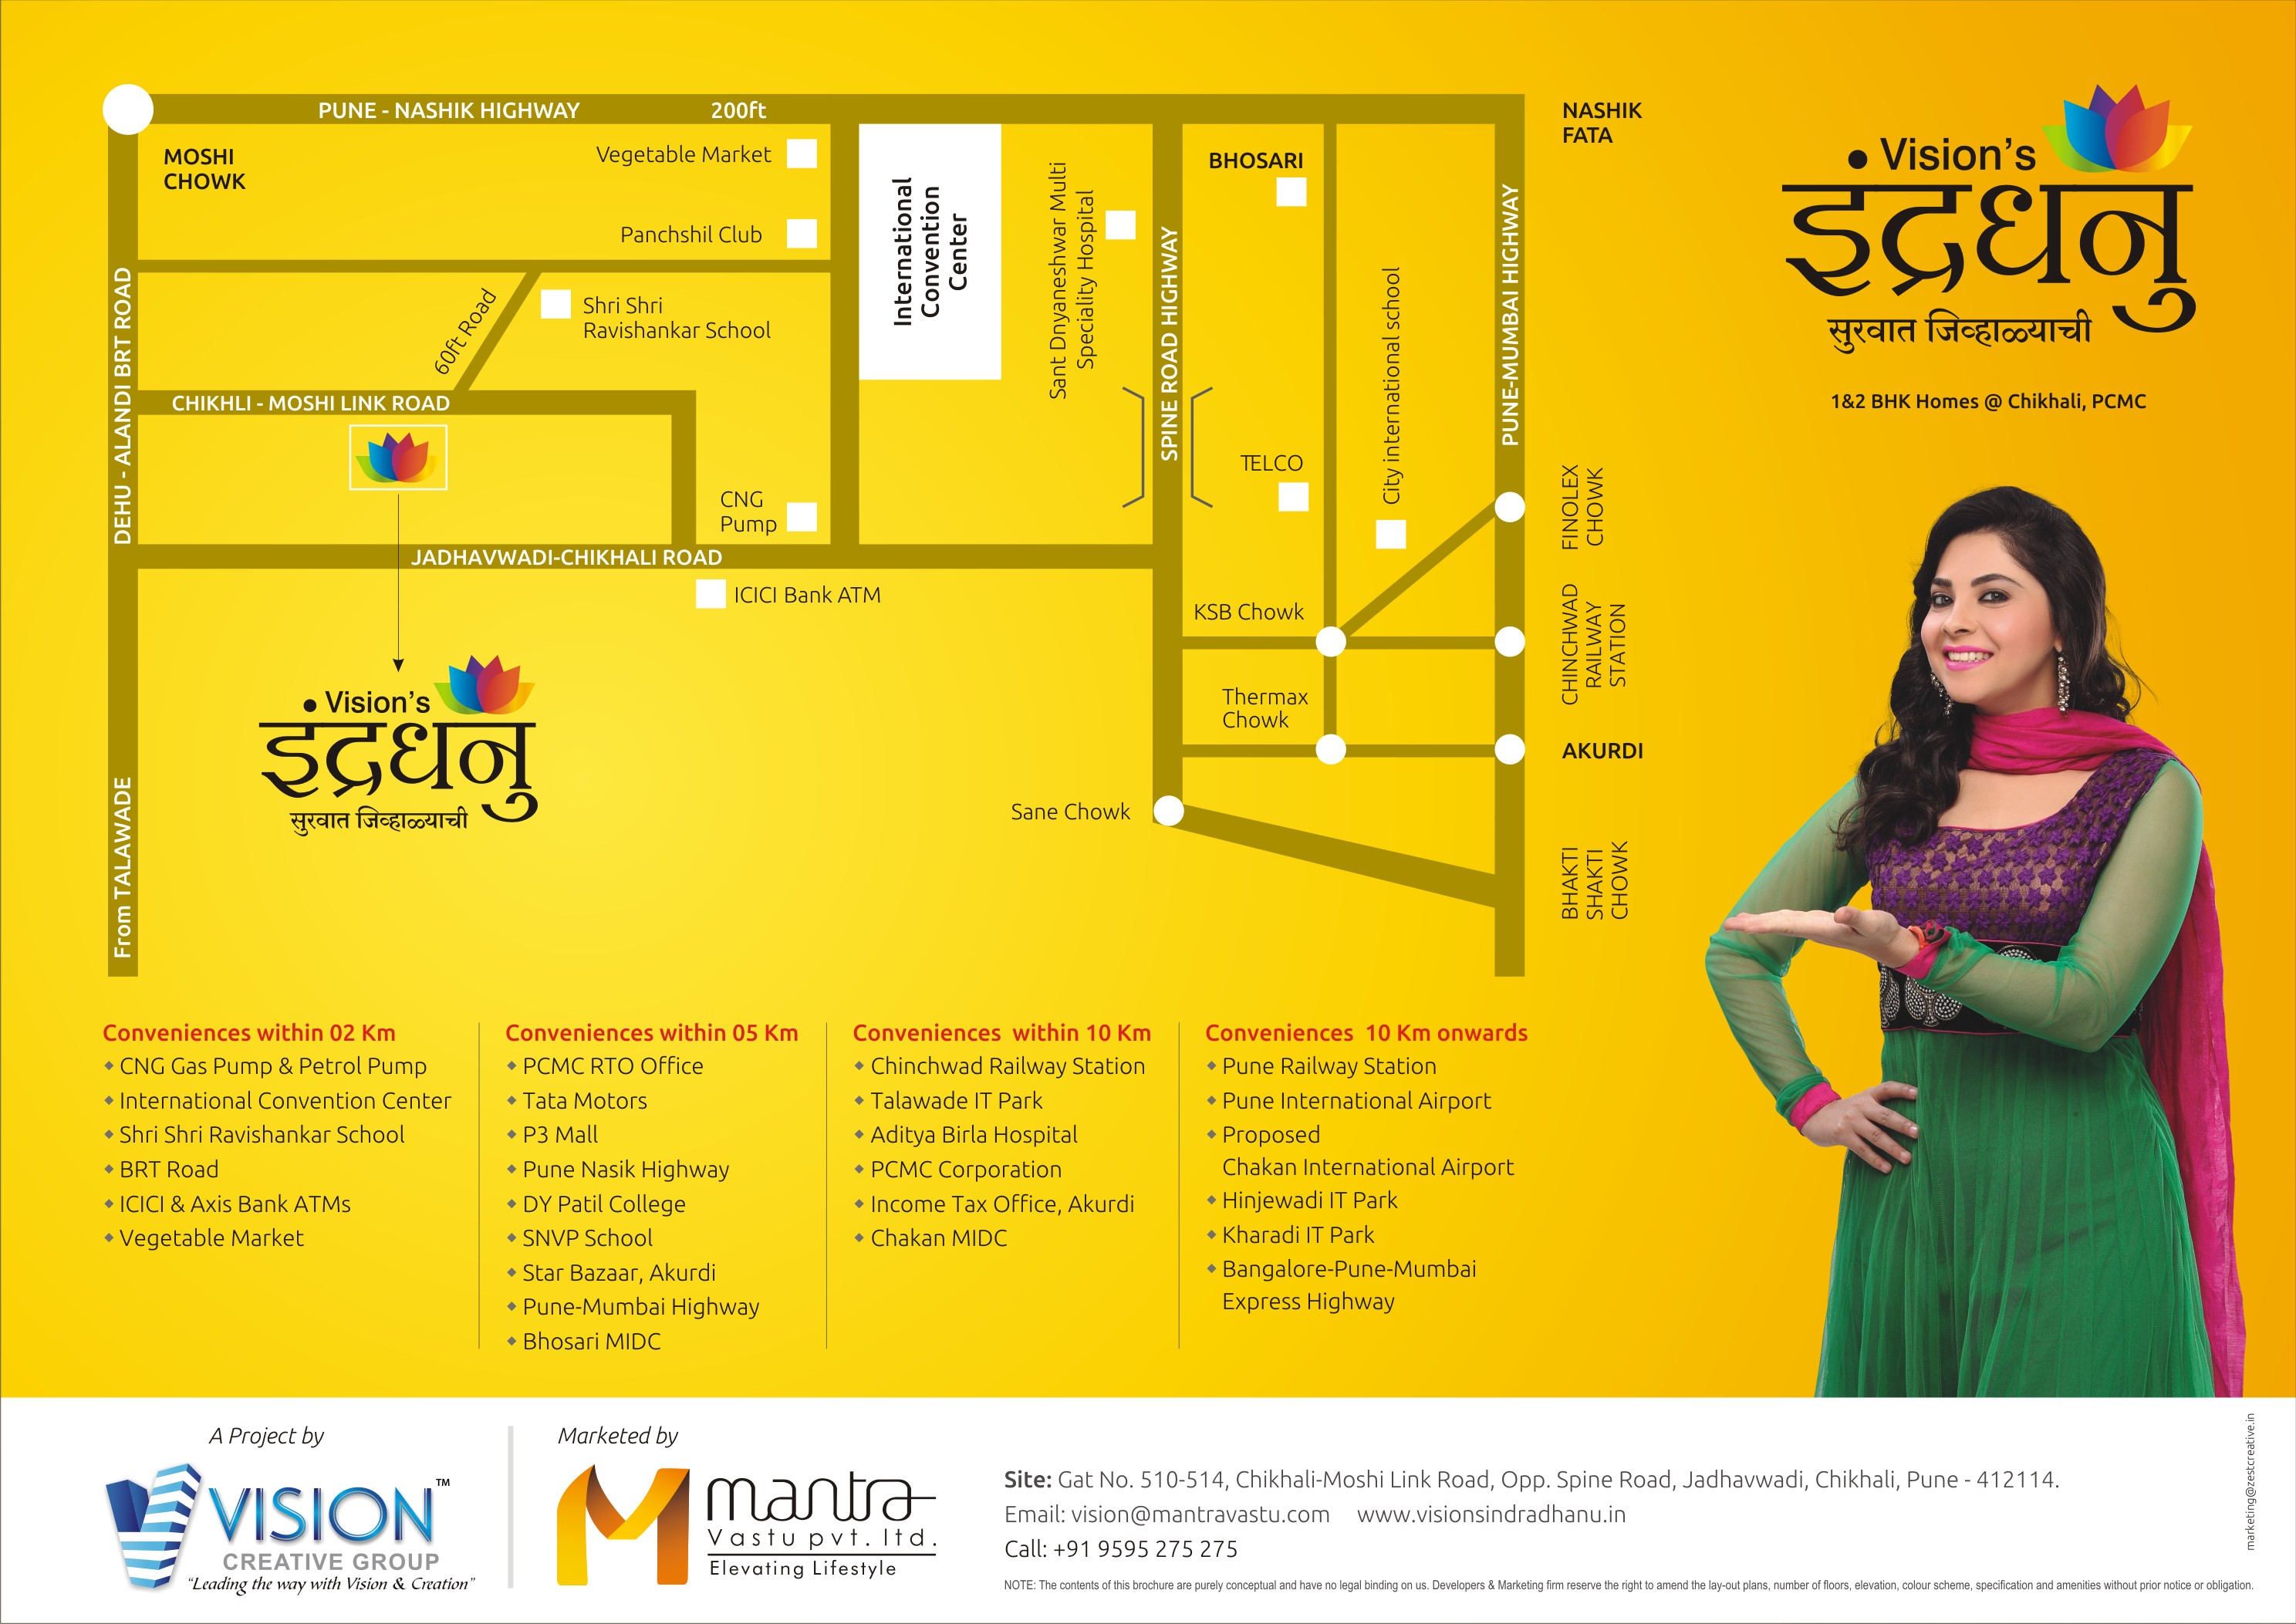 PUNE - NASHIK HIGHWAY 200ft
MOSHI
CHOWK
Vegetable Market
Panchshil Club
Shri Shri
Ravishankar School
60ft Road
DEHU - ALANDI BRT ROAD
From TALAWADE
CHIKHLI - MOSHI LINK ROAD
CNG
Pump
JADHAVWADI-CHIKHALI ROAD
ICICI Bank ATM
International
Convention
Center
Sant Dnyaneshwar Multi
Speciality Hospital
SPINE ROAD HIGHWAY
BHOSARI
TELCO
City international school
KSB Chowk
Thermax
Chowk
Sane Chowk
PUNE-MUMBAI HIGHWAY
NASHIK
FATA
FINOLEX
CHOWK
CHINCHWAD
RAILWAY
STATION
AKURDI
BHAKTI
SHAKTI
CHOWK
Vision's
इंद्रधनु
सुरवात जिव्हाळ्याची
Vision's
इंद्रधनु
सुरवात जिव्हाळ्याची
1&2 BHK Homes @ Chikhali, PCMC
Conveniences within 02 Km
CNG Gas Pump & Petrol Pump
International Convention Center
Shri Shri Ravishankar School
BRT Road
ICICI & Axis Bank ATMs
Vegetable Market
Conveniences within 05 Km
PCMC RTO Office
Tata Motors
P3 Mall
Pune Nasik Highway
DY Patil College
SNVP School
Star Bazaar, Akurdi
Pune-Mumbai Highway
Bhosari MIDC
Conveniences within 10 Km
Chinchwad Railway Station
Talawade IT Park
Aditya Birla Hospital
PCMC Corporation
Income Tax Office, Akurdi
Chakan MIDC
Conveniences 10 Km onwards
Pune Railway Station
Pune International Airport
Proposed
Chakan International Airport
Hinjewadi IT Park
Kharadi IT Park
Bangalore-Pune-Mumbai
Express Highway
A Project by
VISION™
CREATIVE GROUP
"Leading the way with Vision & Creation"
Marketed by
mantra
Vastu pvt. ltd.
Elevating Lifestyle
Site: Gat No. 510-514, Chikhali-Moshi Link Road, Opp. Spine Road, Jadhavwadi, Chikhali, Pune - 412114.
Email: vision@mantravastu.com www.visionsindradhanu.in
Call: +91 9595 275 275
NOTE: The contents of this brochure are purely conceptual and have no legal binding on us. Developers & Marketing firm reserve the right to amend the lay-out plans, number of floors, elevation, colour scheme, specification and amenities without prior notice or obligation.
marketing@zestcreative.in